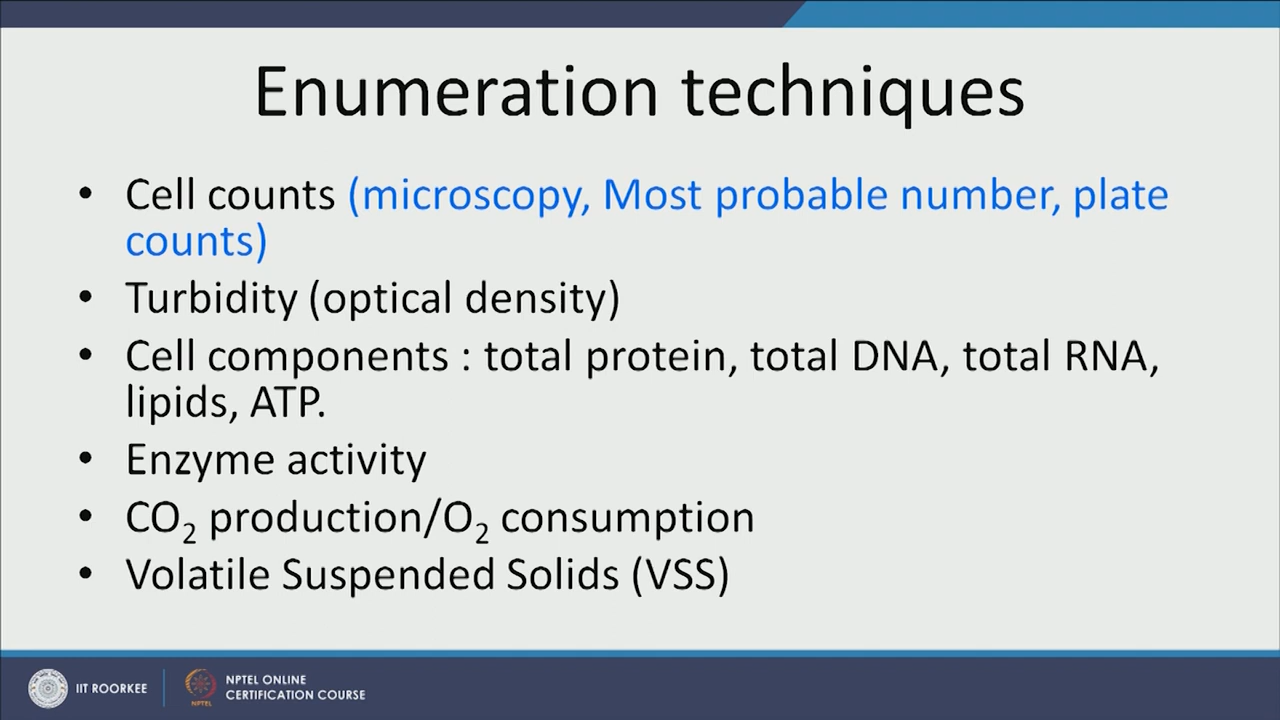 Enumeration techniques
• Cell counts (microscopy, Most probable number, plate
counts)
• Turbidity (optical density)
• Cell components : total protein, total DNA, total RNA,
lipids, ATP.
• Enzyme activity
• CO₂ production/O₂ consumption
• Volatile Suspended Solids (VSS)
IIT ROORKEE
NPTEL
NPTEL ONLINE
CERTIFICATION COURSE